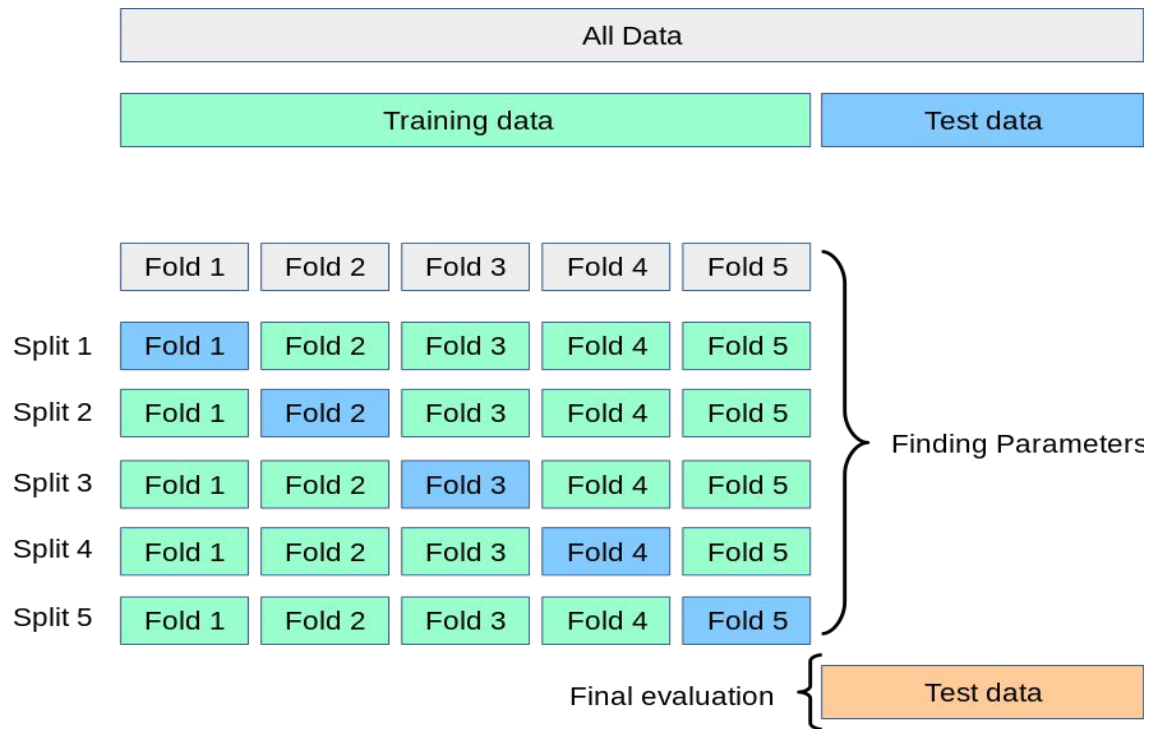 All Data
Training data Test data
Fold 1 Fold 2 Fold 3 Fold 4 Fold 5
Split 1 Fold 1 Fold 2 Fold 3 Fold 4 Fold 5
Split 2 Fold 1 Fold 2 Fold 3 Fold 4 Fold 5
Finding Parameters
Split 3 Fold 1 Fold 2 Fold 3 Fold 4 Fold 5
Split 4 Fold 1 Fold 2 Fold 3 Fold 4 Fold 5
Split 5 Fold 1 Fold 2 Fold 3 Fold 4 Fold 5
Final evaluation Test data